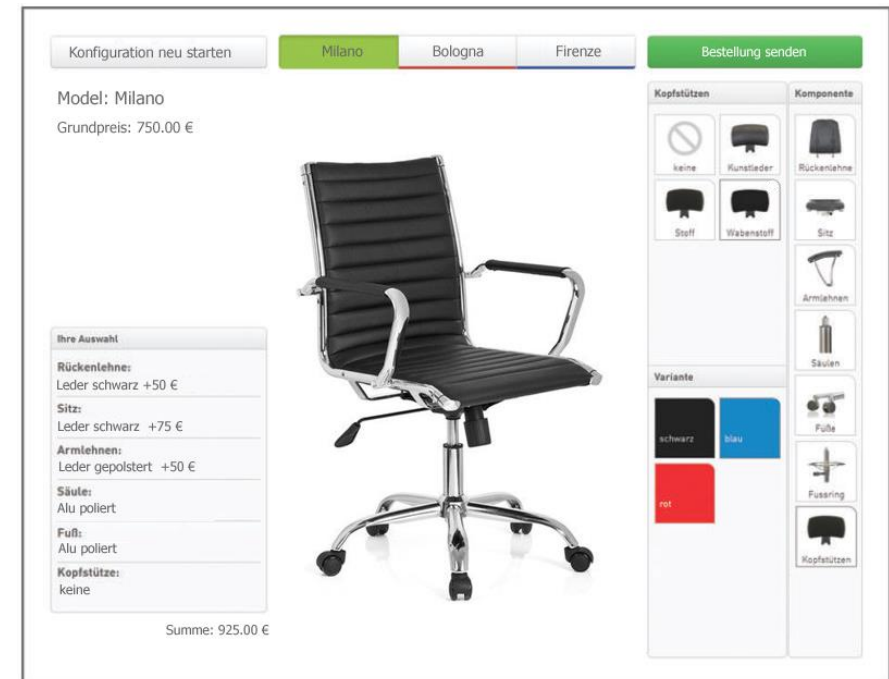 Konfiguration neu starten
Milano
Bologna
Firenze
Bestellung senden
Model: Milano
Grundpreis: 750.00 €
Ihre Auswahl
Rückenlehne:
Leder schwarz +50 €
Sitz:
Leder schwarz +75 €
Armlehnen:
Leder gepolstert +50 €
Säule:
Alu poliert
Fuß:
Alu poliert
Kopfstütze:
keine
Summe: 925.00 €
Kopfstützen
keine
Kunstleder
Stoff
Wabenstoff
Variante
schwarz
blau
rot
Komponente
Rückenlehne
Sitz
Armlehnen
Säulen
Füße
Fussring
Kopfstützen